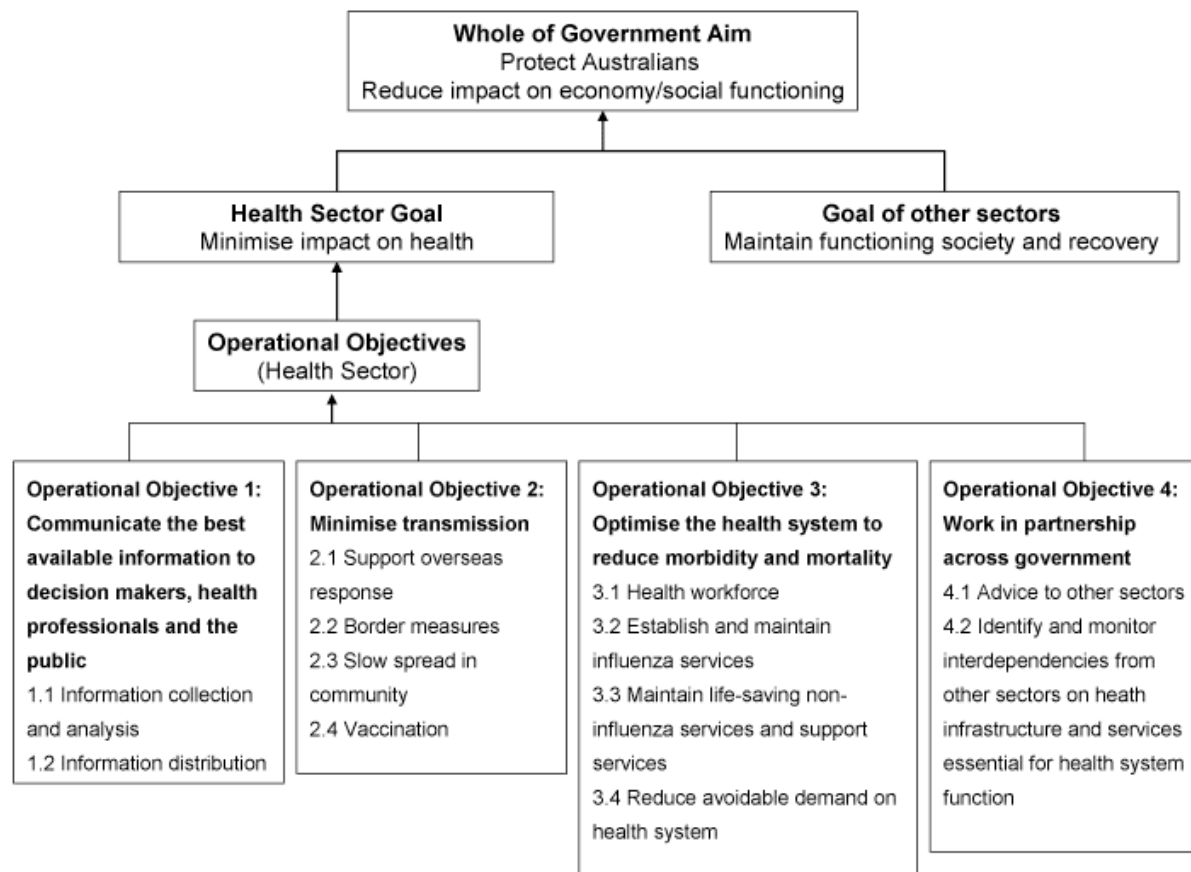 Whole of Government Aim
Protect Australians
Reduce impact on economy/social functioning
Health Sector Goal
Minimise impact on health
Goal of other sectors
Maintain functioning society and recovery
Operational Objectives
(Health Sector)
Operational Objective 1:
Communicate the best
available information to
decision makers, health
professionals and the
public
1.1 Information collection
and analysis
1.2 Information distribution
Operational Objective 2:
Minimise transmission
2.1 Support overseas
response
2.2 Border measures
2.3 Slow spread in
community
2.4 Vaccination
Operational Objective 3:
Optimise the health system to
reduce morbidity and mortality
3.1 Health workforce
3.2 Establish and maintain
influenza services
3.3 Maintain life-saving non-
influenza services and support
services
3.4 Reduce avoidable demand on
health system
Operational Objective 4:
Work in partnership
across government
4.1 Advice to other sectors
4.2 Identify and monitor
interdependencies from
other sectors on heath
infrastructure and services
essential for health system
function